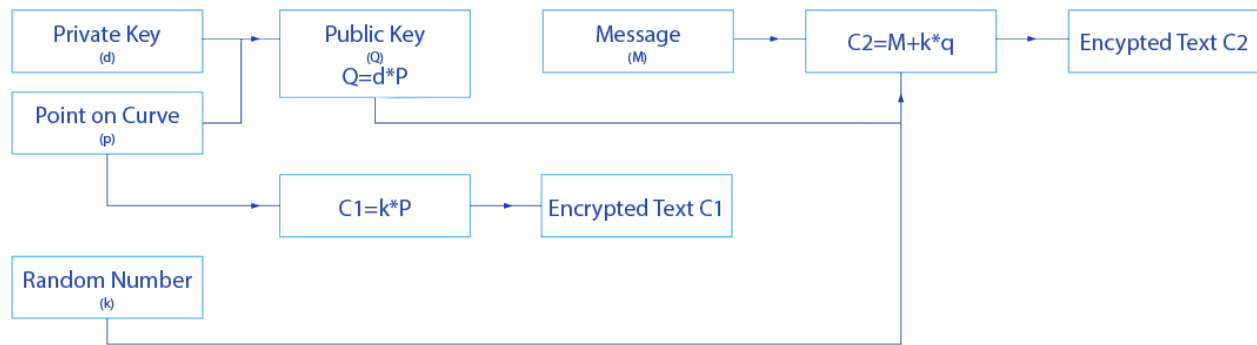 Private Key
(d)
Public Key
(Q)
Q=d*P
Message
(M)
C2=M+k*q
Encypted Text C2
Point on Curve
(p)
C1=k*P
Encrypted Text C1
Random Number
(k)